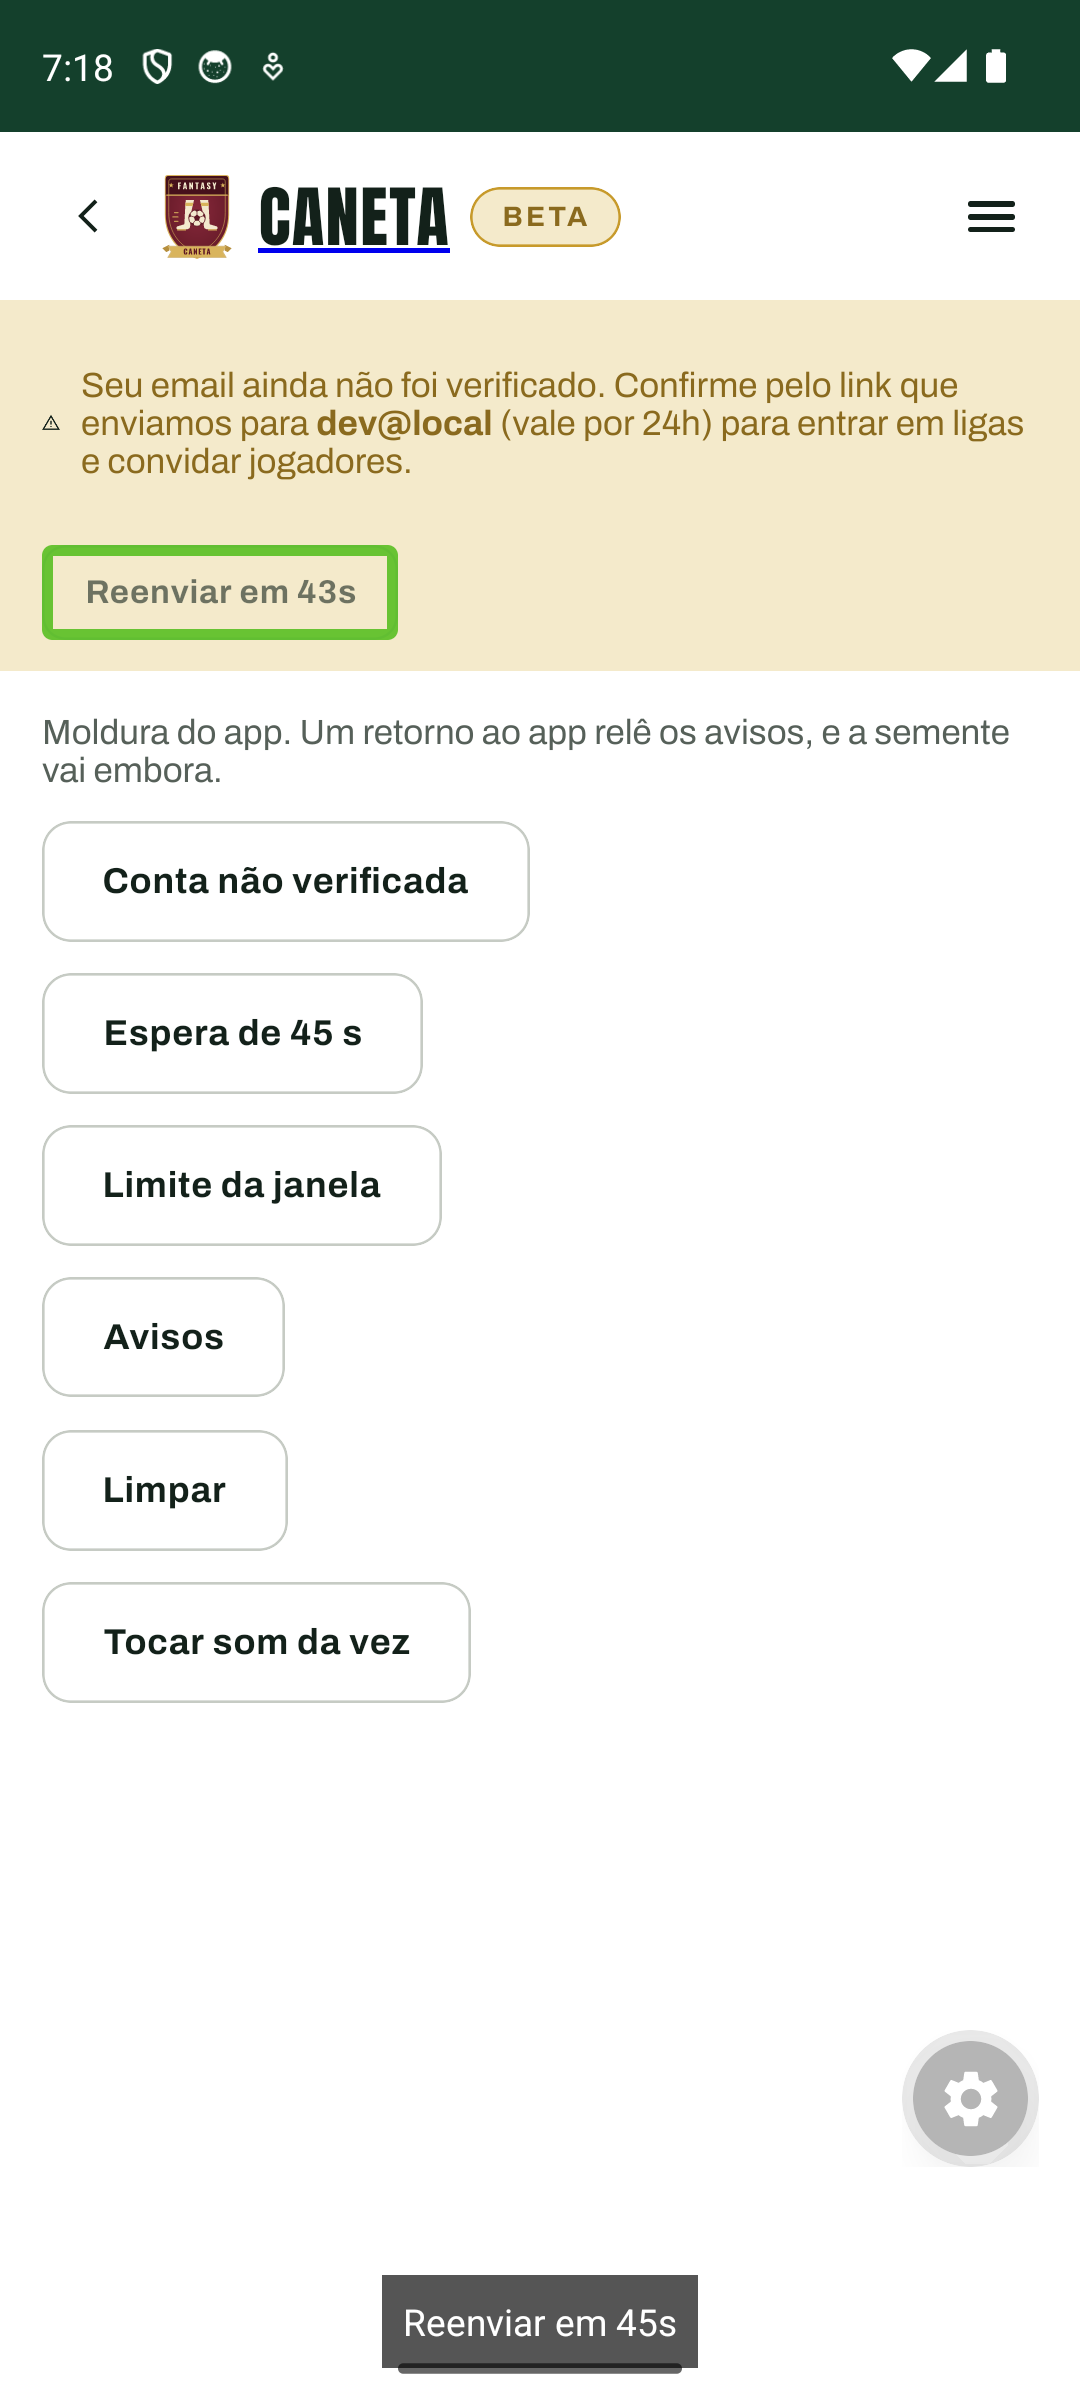 7:18
FANTASY
CANETA
CANETA
BETA
Seu email ainda não foi verificado. Confirme pelo link que
enviamos para dev@local (vale por 24h) para entrar em ligas
e convidar jogadores.
Reenviar em 43s
Moldura do app. Um retorno ao app relê os avisos, e a semente
vai embora.
Conta não verificada
Espera de 45 s
Limite da janela
Avisos
Limpar
Tocar som da vez
Reenviar em 45s